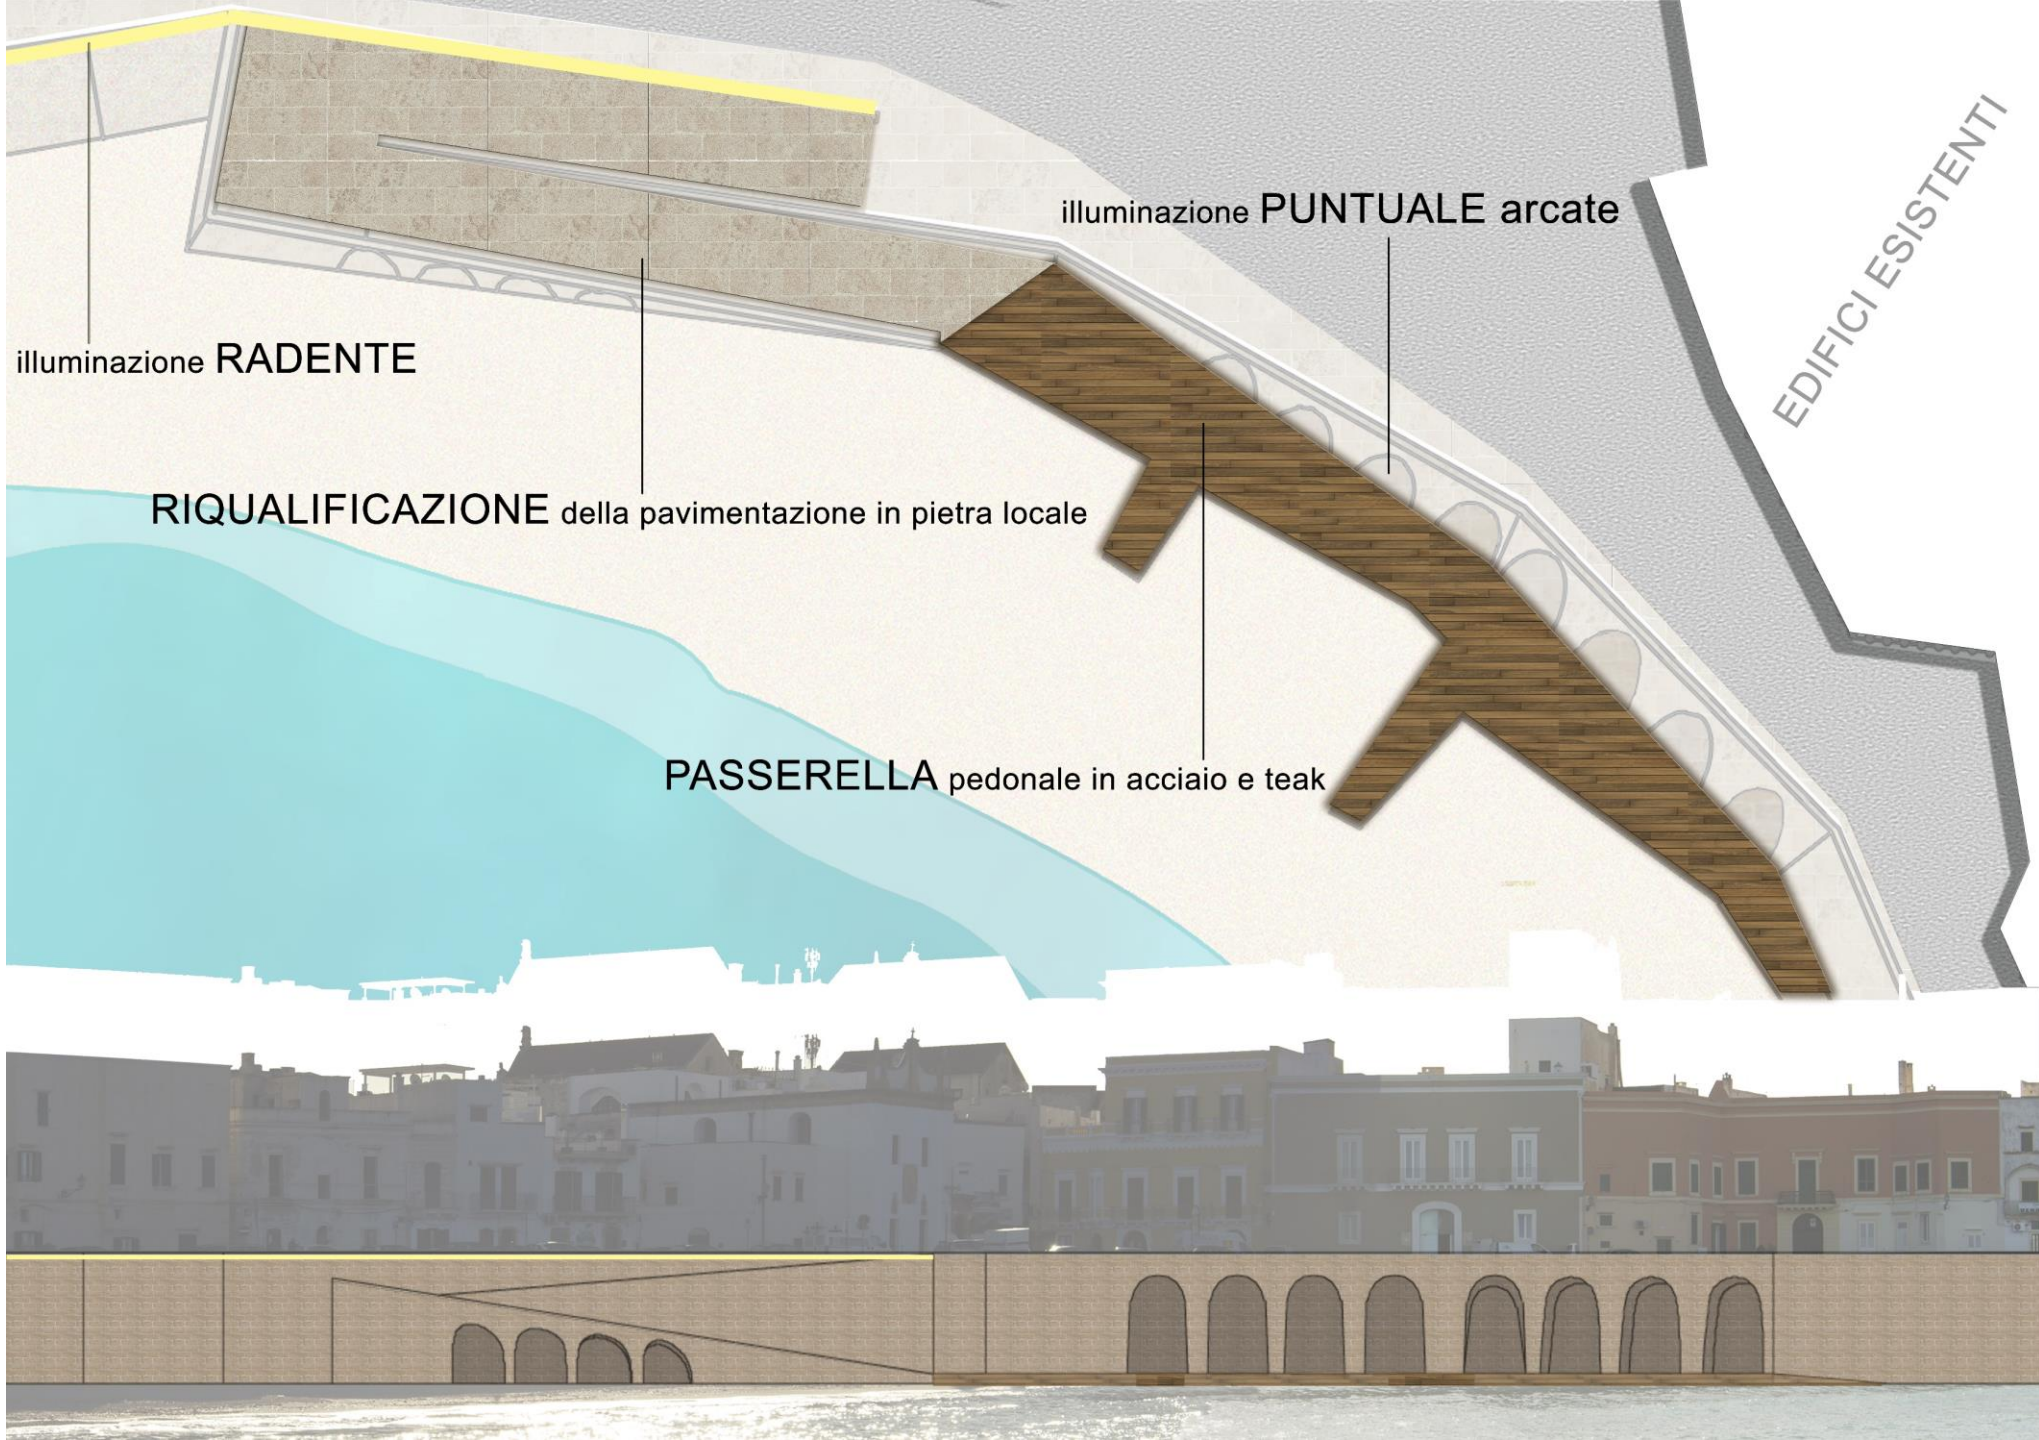 EDIFICI ESISTENTI
illuminazione PUNTUALE arcate
illuminazione RADENTE
RIQUALIFICAZIONE della pavimentazione in pietra locale
PASSERELLA pedonale in acciaio e teak